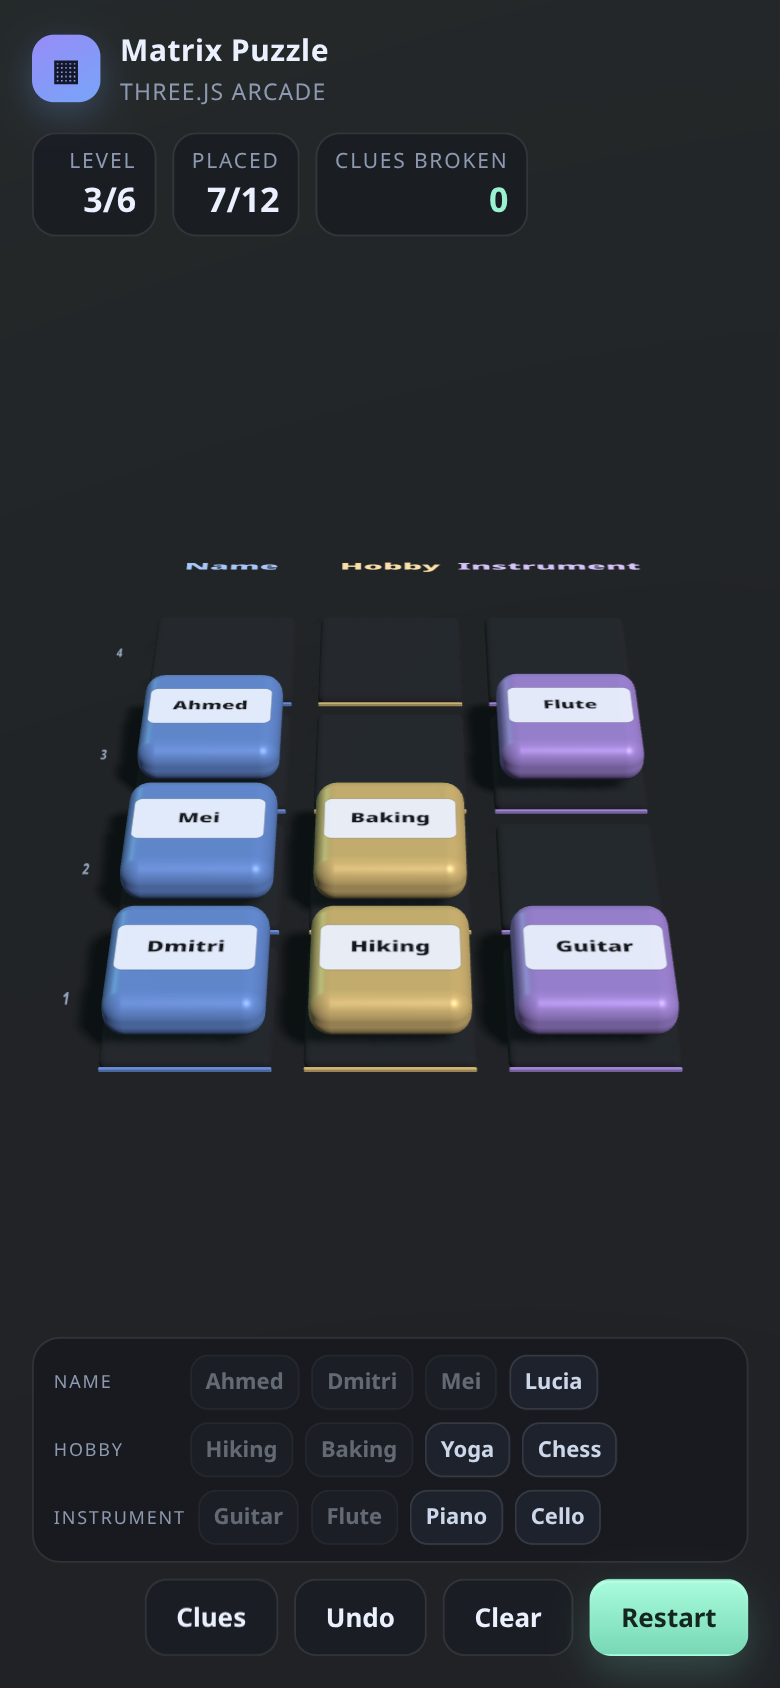 Matrix Puzzle
THREE.JS ARCADE
LEVEL
3/6
PLACED
7/12
CLUES BROKEN
0
Name Hobby Instrument
4
Ahmed Flute
3
Mei Baking
2
Dmitri Hiking Guitar
1
NAME Ahmed Dmitri Mei Lucia
HOBBY Hiking Baking Yoga Chess
INSTRUMENT Guitar Flute Piano Cello
Clues Undo Clear Restart